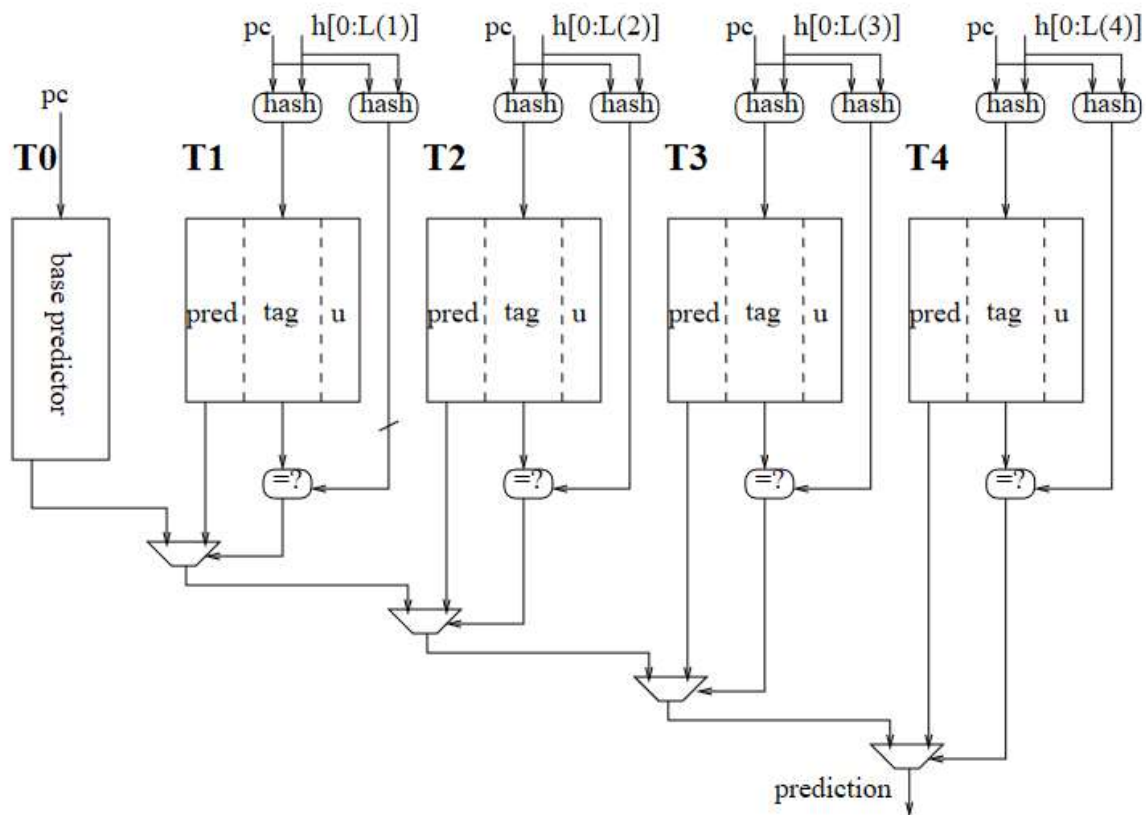 pc h[0:L(1)] pc h[0:L(2)] pc h[0:L(3)] pc h[0:L(4)]
pc
hash hash hash hash hash hash hash hash
T0 T1 T2 T3 T4
base predictor
pred tag u pred tag u pred tag u pred tag u
=? =? =? =?
prediction